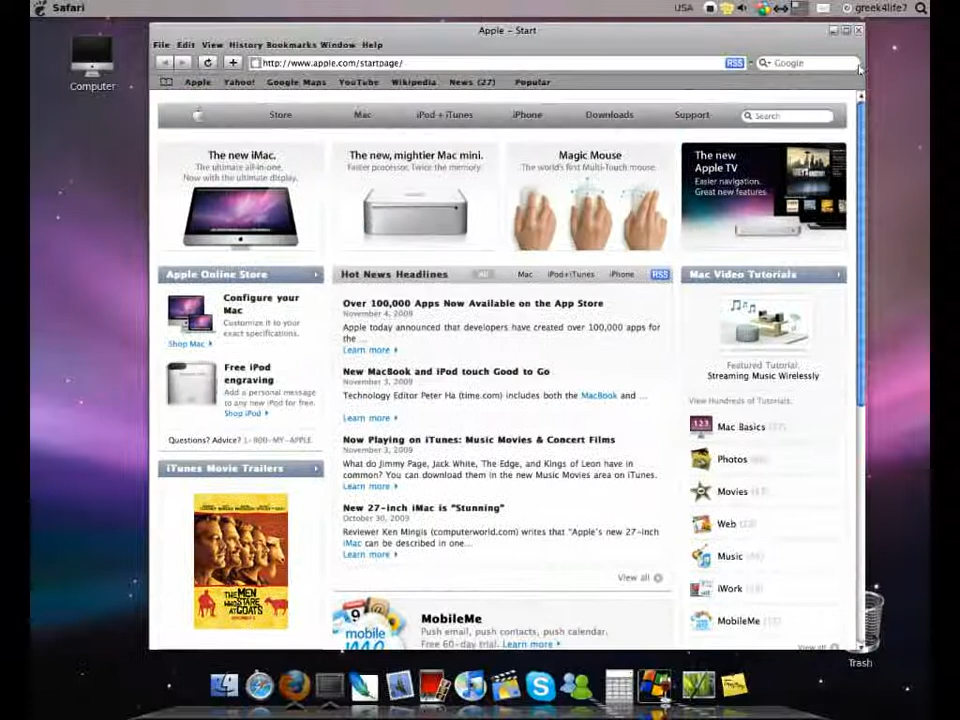 Safari
USA
greek4life7
Computer
Apple – Start
File Edit View History Bookmarks Window Help
http://www.apple.com/startpage/
RSS
Google
Apple Yahoo! Google Maps YouTube Wikipedia News (27) Popular
Store Mac iPod + iTunes iPhone Downloads Support
Search
The new iMac.
The ultimate all-in-one.
Now with the ultimate display.
The new, mightier Mac mini.
Faster processor. Twice the memory.
Magic Mouse
The world's first Multi-Touch mouse.
The new
Apple TV
Easier navigation.
Great new features.
Apple Online Store
Configure your
Mac
Customize it to your
exact specifications.
Shop Mac
Free iPod
engraving
Add a personal message
to any new iPod for free.
Shop iPod
Questions? Advice? 1-800-MY-APPLE.
iTunes Movie Trailers
THE MEN
WHO STARE
AT GOATS
Hot News Headlines All Mac iPod+iTunes iPhone RSS
Over 100,000 Apps Now Available on the App Store
November 4, 2009
Apple today announced that developers have created over 100,000 apps for
the ...
Learn more
New MacBook and iPod touch Good to Go
November 3, 2009
Technology Editor Peter Ha (time.com) includes both the MacBook and ...
Learn more
Now Playing on iTunes: Music Movies & Concert Films
November 3, 2009
What do Jimmy Page, Jack White, The Edge, and Kings of Leon have in
common? You can download them in the new Music Movies area on iTunes.
Learn more
New 27-inch iMac is "Stunning"
October 30, 2009
Reviewer Ken Mingis (computerworld.com) writes that "Apple's new 27-inch
iMac can be described in one...
Learn more
View all
mobile
MobileMe
Push email, push contacts, push calendar.
Free 60-day trial. Learn more
Mac Video Tutorials
Featured Tutorial:
Streaming Music Wirelessly
View Hundreds of Tutorials:
123
Mac Basics
Photos
Movies
Web
Music
iWork
MobileMe
View all
Trash